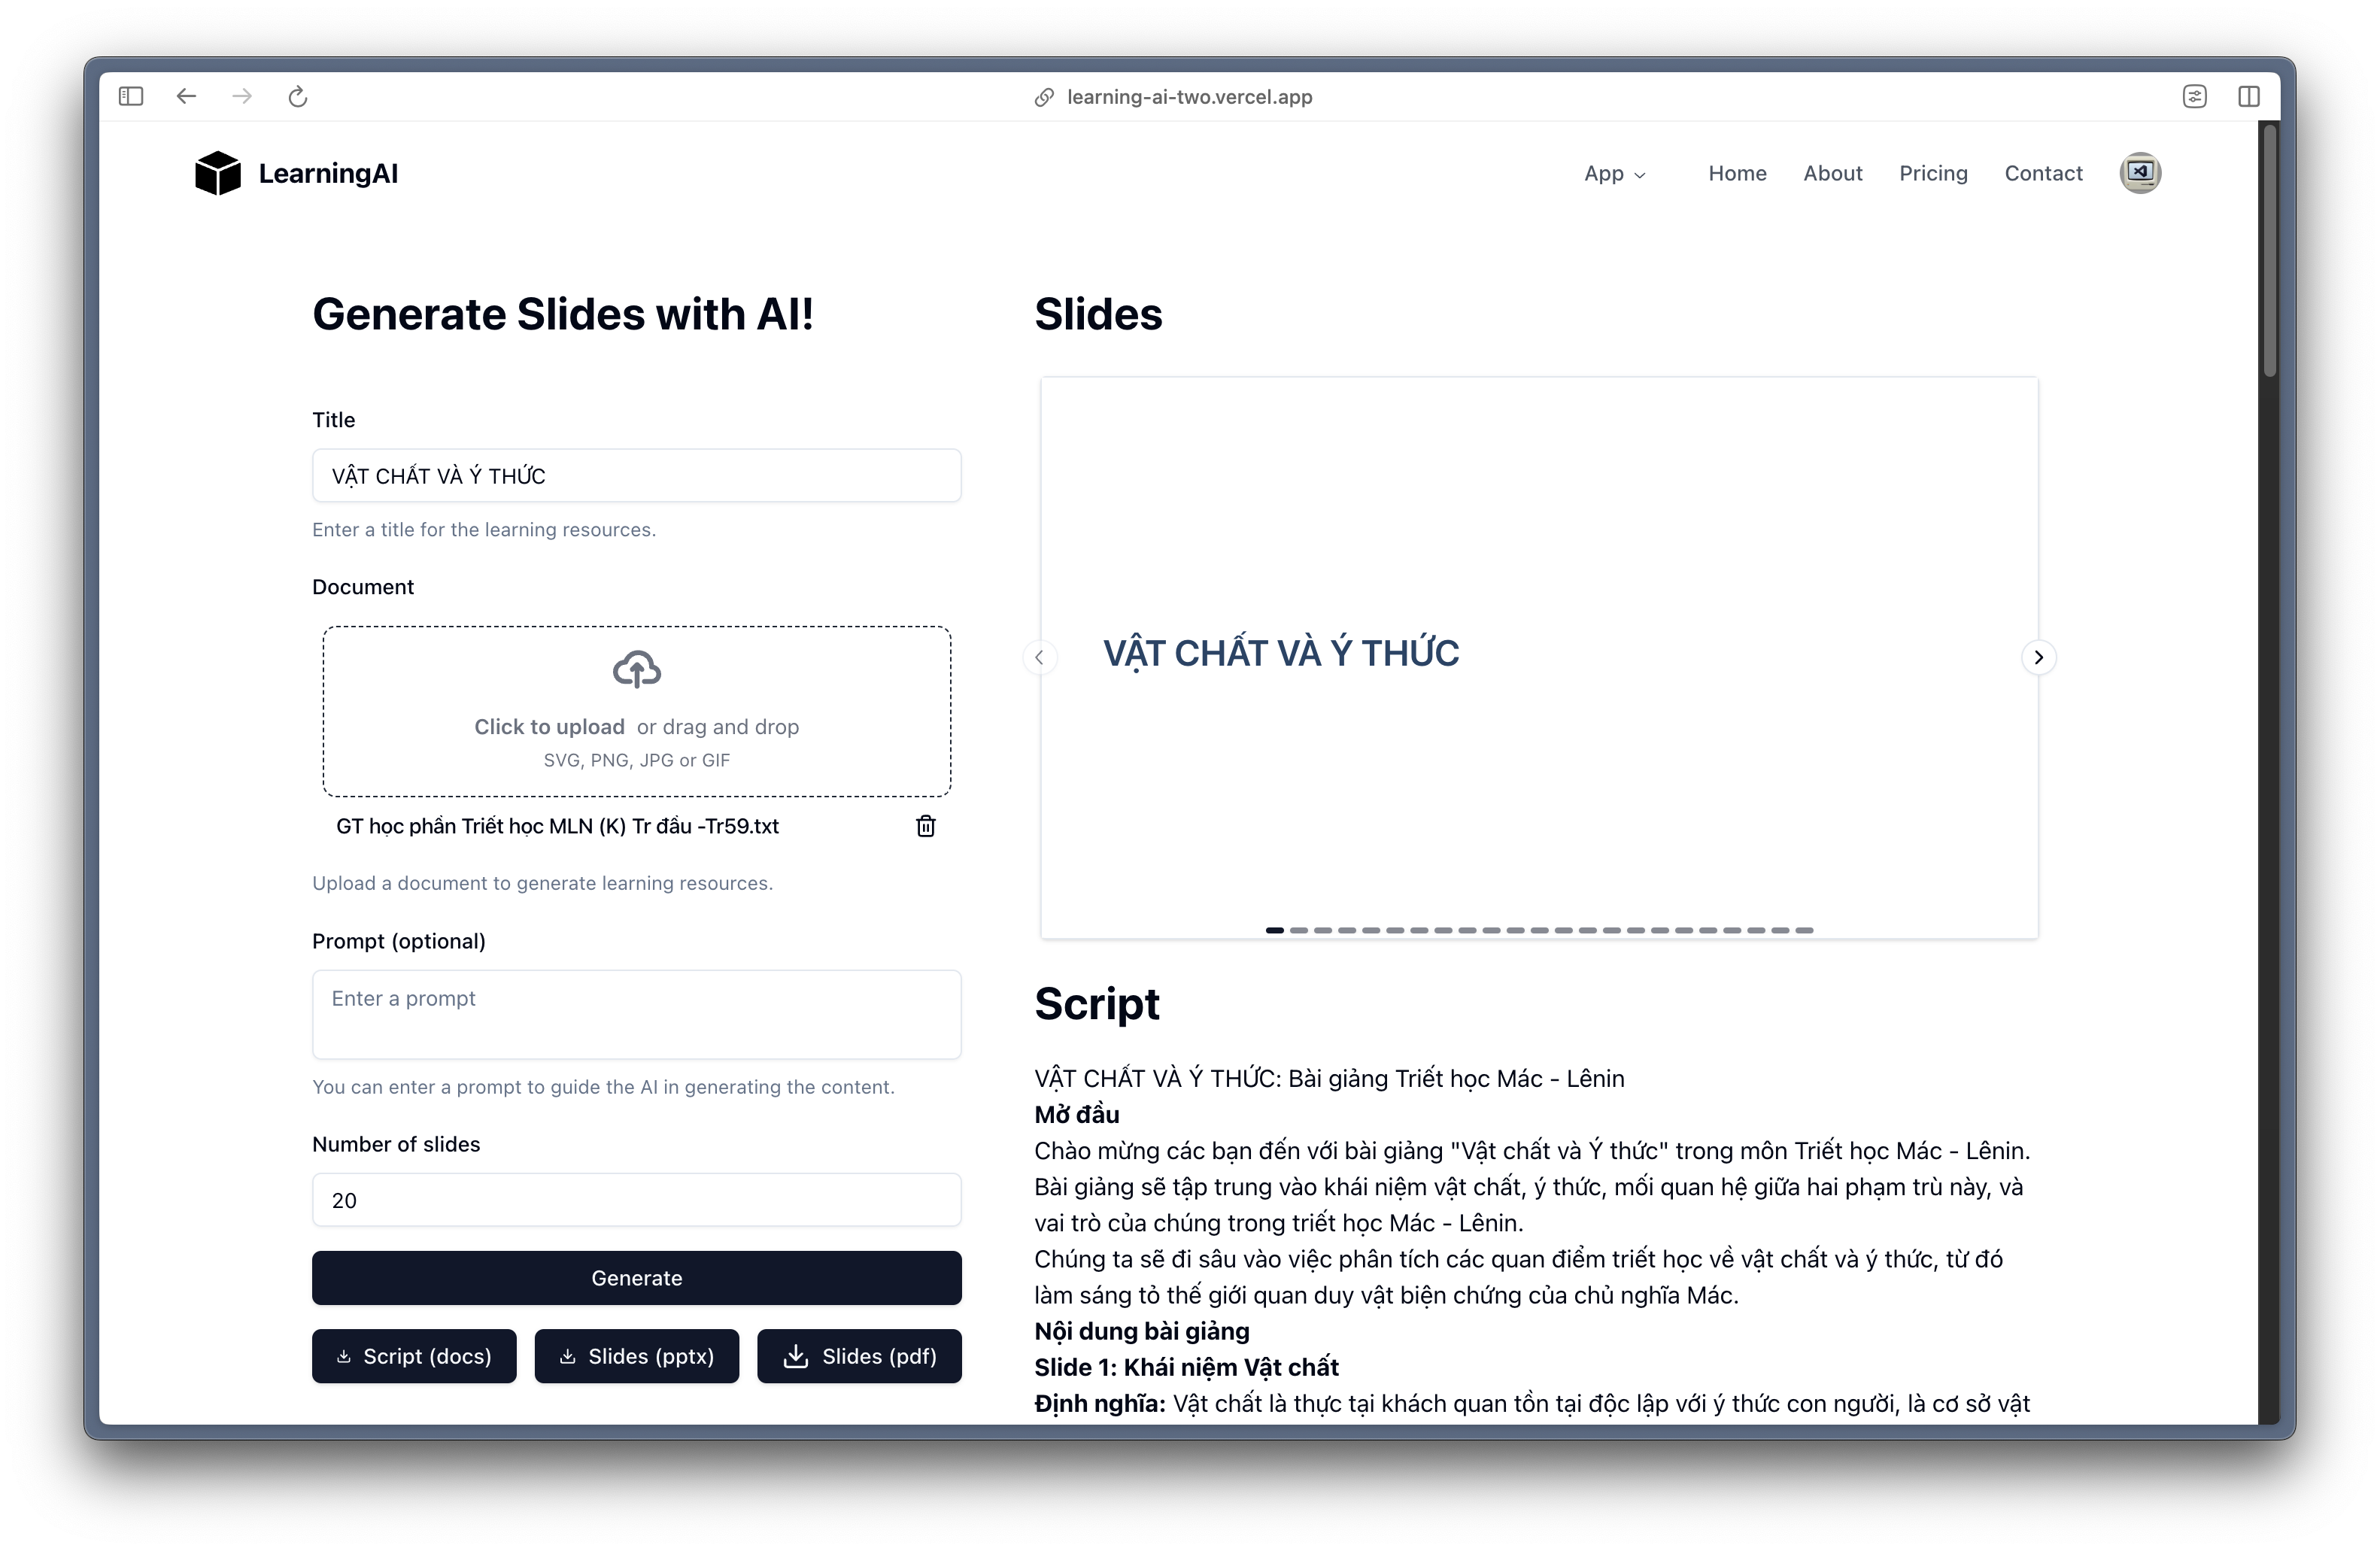 learning-ai-two.vercel.app
LearningAI
App
Home
About
Pricing
Contact
Generate Slides with AI!
Title
VẬT CHẤT VÀ Ý THỨC
Enter a title for the learning resources.
Document
Click to upload or drag and drop
SVG, PNG, JPG or GIF
GT học phần Triết học MLN (K) Tr đầu -Tr59.txt
Upload a document to generate learning resources.
Prompt (optional)
Enter a prompt
You can enter a prompt to guide the AI in generating the content.
Number of slides
20
Generate
Script (docs)
Slides (pptx)
Slides (pdf)
Slides
VẬT CHẤT VÀ Ý THỨC
Script
VẬT CHẤT VÀ Ý THỨC: Bài giảng Triết học Mác - Lênin
Mở đầu
Chào mừng các bạn đến với bài giảng "Vật chất và Ý thức" trong môn Triết học Mác - Lênin.
Bài giảng sẽ tập trung vào khái niệm vật chất, ý thức, mối quan hệ giữa hai phạm trù này, và
vai trò của chúng trong triết học Mác - Lênin.
Chúng ta sẽ đi sâu vào việc phân tích các quan điểm triết học về vật chất và ý thức, từ đó
làm sáng tỏ thế giới quan duy vật biện chứng của chủ nghĩa Mác.
Nội dung bài giảng
Slide 1: Khái niệm Vật chất
Định nghĩa: Vật chất là thực tại khách quan tồn tại độc lập với ý thức con người, là cơ sở vật